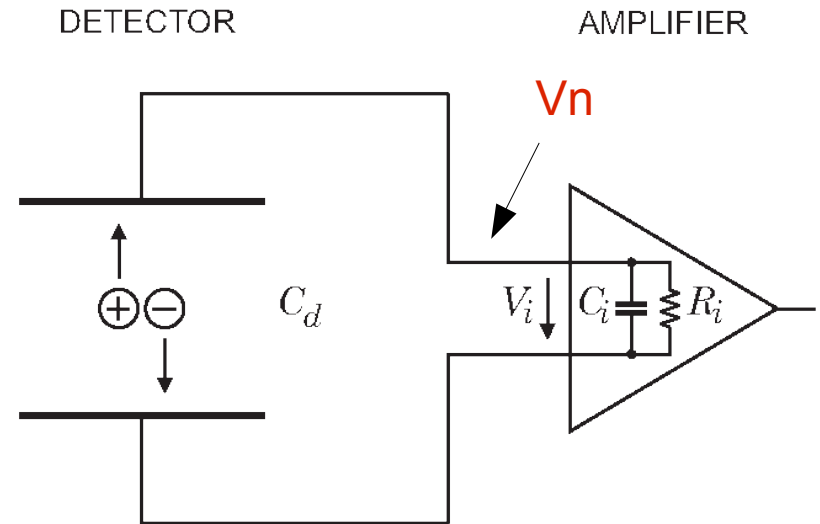 DETECTOR
AMPLIFIER
Vn
+ −
C_d
V_i
C_i
R_i